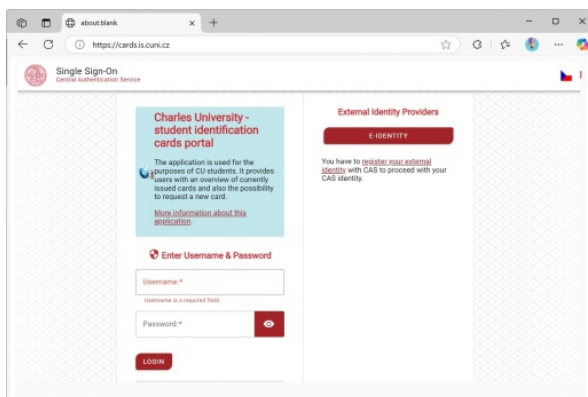 about:blank
https://cards.is.cuni.cz
Single Sign-On
Central Authentication Service
Charles University -
student identification
cards portal
The application is used for the
purposes of CU students. It provides
users with an overview of currently
issued cards and also the possibility
to request a new card.
More information about this
application.
Enter Username & Password
Username:*
Username is a required field.
Password:*
LOGIN
External Identity Providers
E-IDENTITY
You have to register your external
identity with CAS to proceed with your
CAS identity.